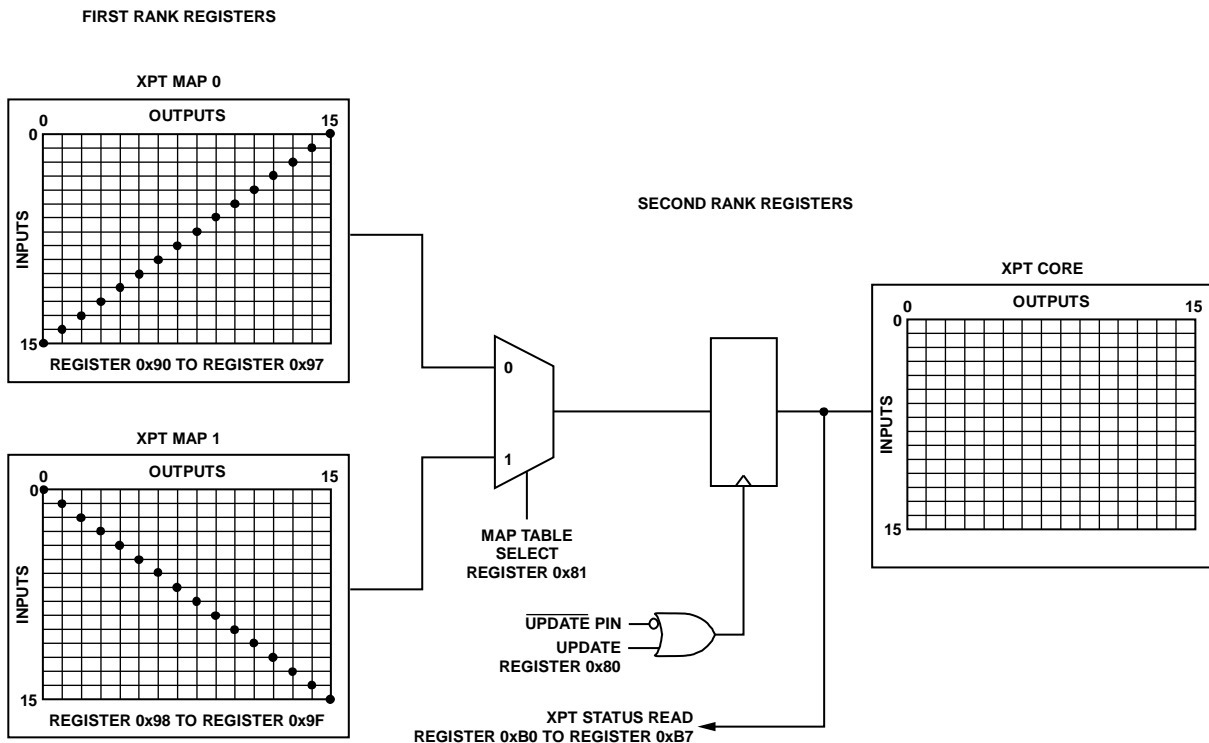 FIRST RANK REGISTERS
XPT MAP 0
OUTPUTS
0
15
0
INPUTS
15
REGISTER 0x90 TO REGISTER 0x97
XPT MAP 1
OUTPUTS
0
15
0
INPUTS
15
REGISTER 0x98 TO REGISTER 0x9F
0
1
MAP TABLE
SELECT
REGISTER 0x81
SECOND RANK REGISTERS
UPDATE PIN
UPDATE
REGISTER 0x80
XPT STATUS READ
REGISTER 0xB0 TO REGISTER 0xB7
XPT CORE
OUTPUTS
0
15
0
INPUTS
15